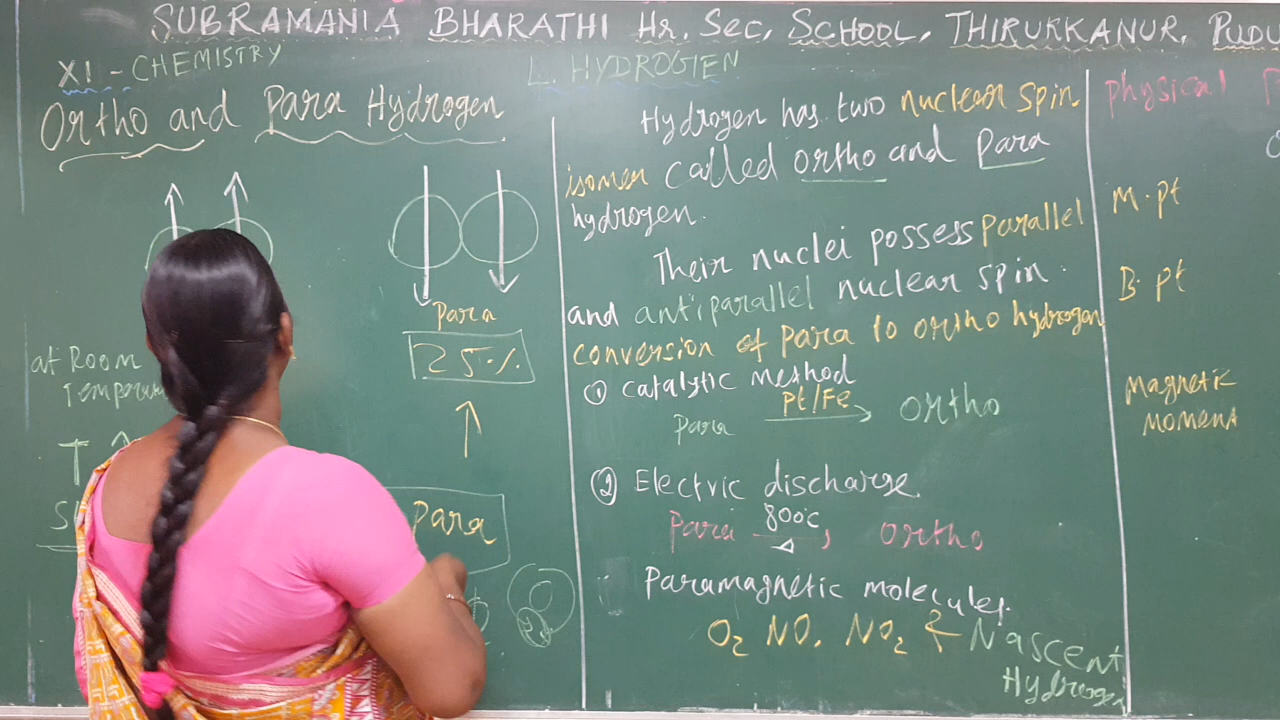 SUBRAMANIA BHARATHI Hr. Sec, SCHOOL, THIRUKKANUR, PUDU
XI - CHEMISTRY
L. HYDROGEN
Ortho and Para Hydrogen
Para
25%
at Room
Para
Hydrogen has two nuclear spin
isomer called ortho and para
hydrogen.
Their nuclei possess parallel
and antiparallel nuclear spin.
conversion of para to ortho hydrogen
① Catalytic method
Para Pt/Fe Ortho
② Electric discharge.
Para 800°C Ortho
Paramagnetic molecules.
O2 NO, NO2 Nascent
Hydrogen
Physical
M. pt
B. pt
Magnetic
moment